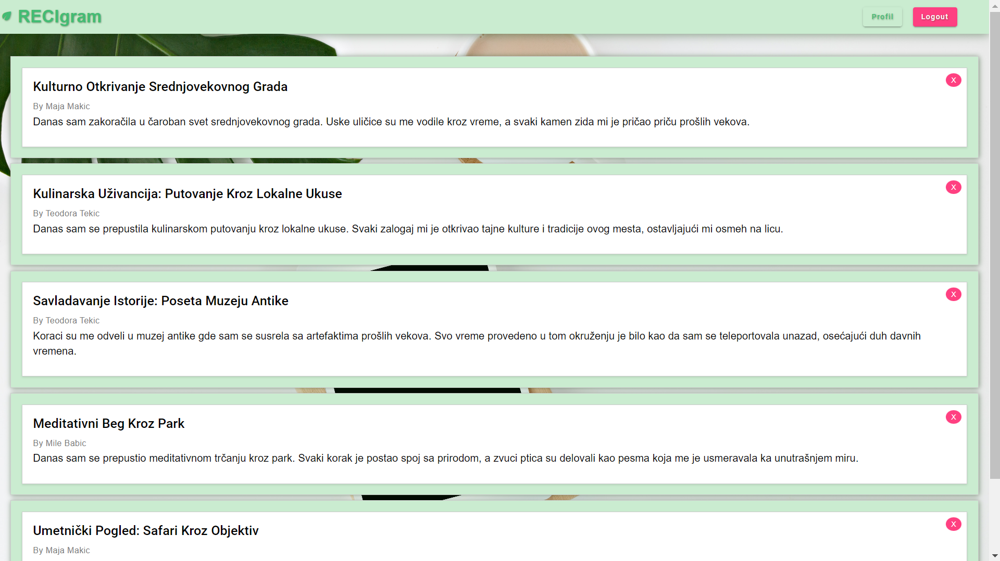 RECIgram
Profil
Logout
Kulturno Otkrivanje Srednjovekovnog Grada
X
By Maja Makic
Danas sam zakoračila u čaroban svet srednjovekovnog grada. Uske uličice su me vodile kroz vreme, a svaki kamen zida mi je pričao priču prošlih vekova.
Kulinarska Uživancija: Putovanje Kroz Lokalne Ukuse
X
By Teodora Tekic
Danas sam se prepustila kulinarskom putovanju kroz lokalne ukuse. Svaki zalogaj mi je otkrivao tajne kulture i tradicije ovog mesta, ostavljajući mi osmeh na licu.
Savladavanje Istorije: Poseta Muzeju Antike
X
By Teodora Tekic
Koraci su me odveli u muzej antike gde sam se susrela sa artefaktima prošlih vekova. Svo vreme provedeno u tom okruženju je bilo kao da sam se teleportovala unazad, osećajući duh davnih
vremena.
Meditativni Beg Kroz Park
X
By Mile Babic
Danas sam se prepustio meditativnom trčanju kroz park. Svaki korak je postao spoj sa prirodom, a zvuci ptica su delovali kao pesma koja me je usmeravala ka unutrašnjem miru.
Umetnički Pogled: Safari Kroz Objektiv
X
By Maja Makic